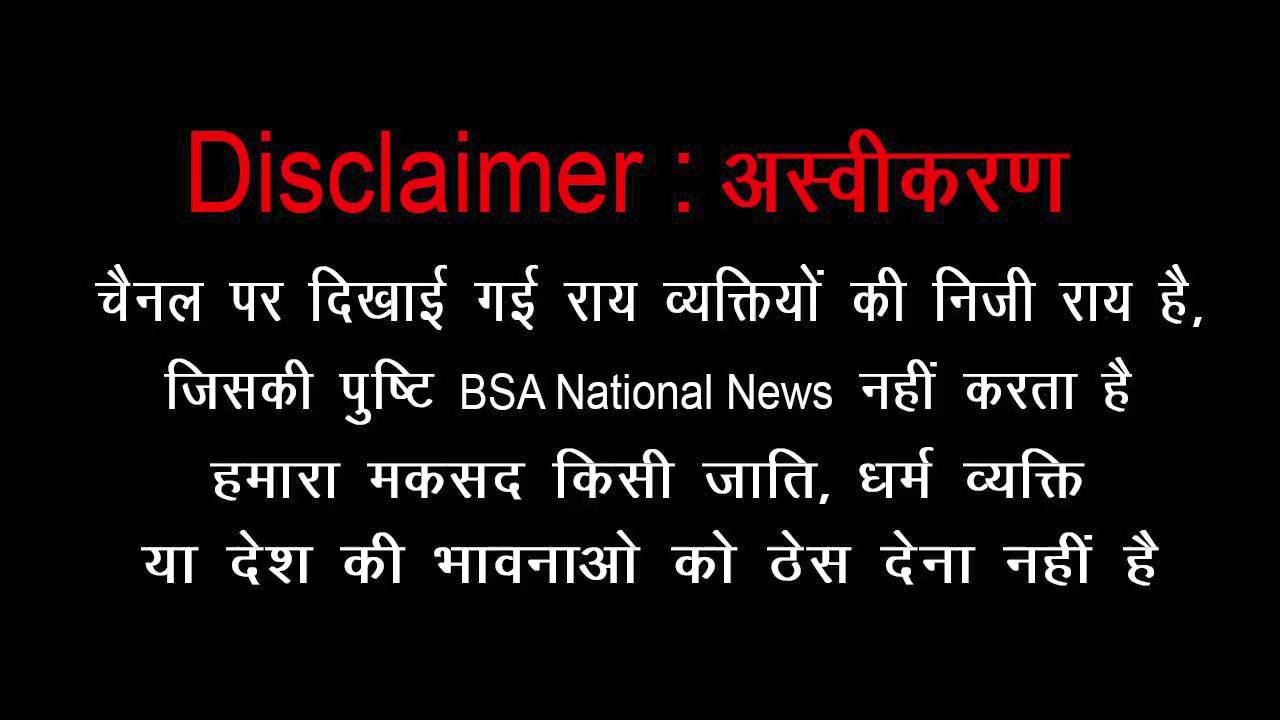 Disclaimer : अस्वीकरण
चैनल पर दिखाई गई राय व्यक्तियों की निजी राय है,
जिसकी पुष्टि BSA National News नहीं करता है
हमारा मकसद किसी जाति, धर्म व्यक्ति
या देश की भावनाओ को ठेस देना नहीं है